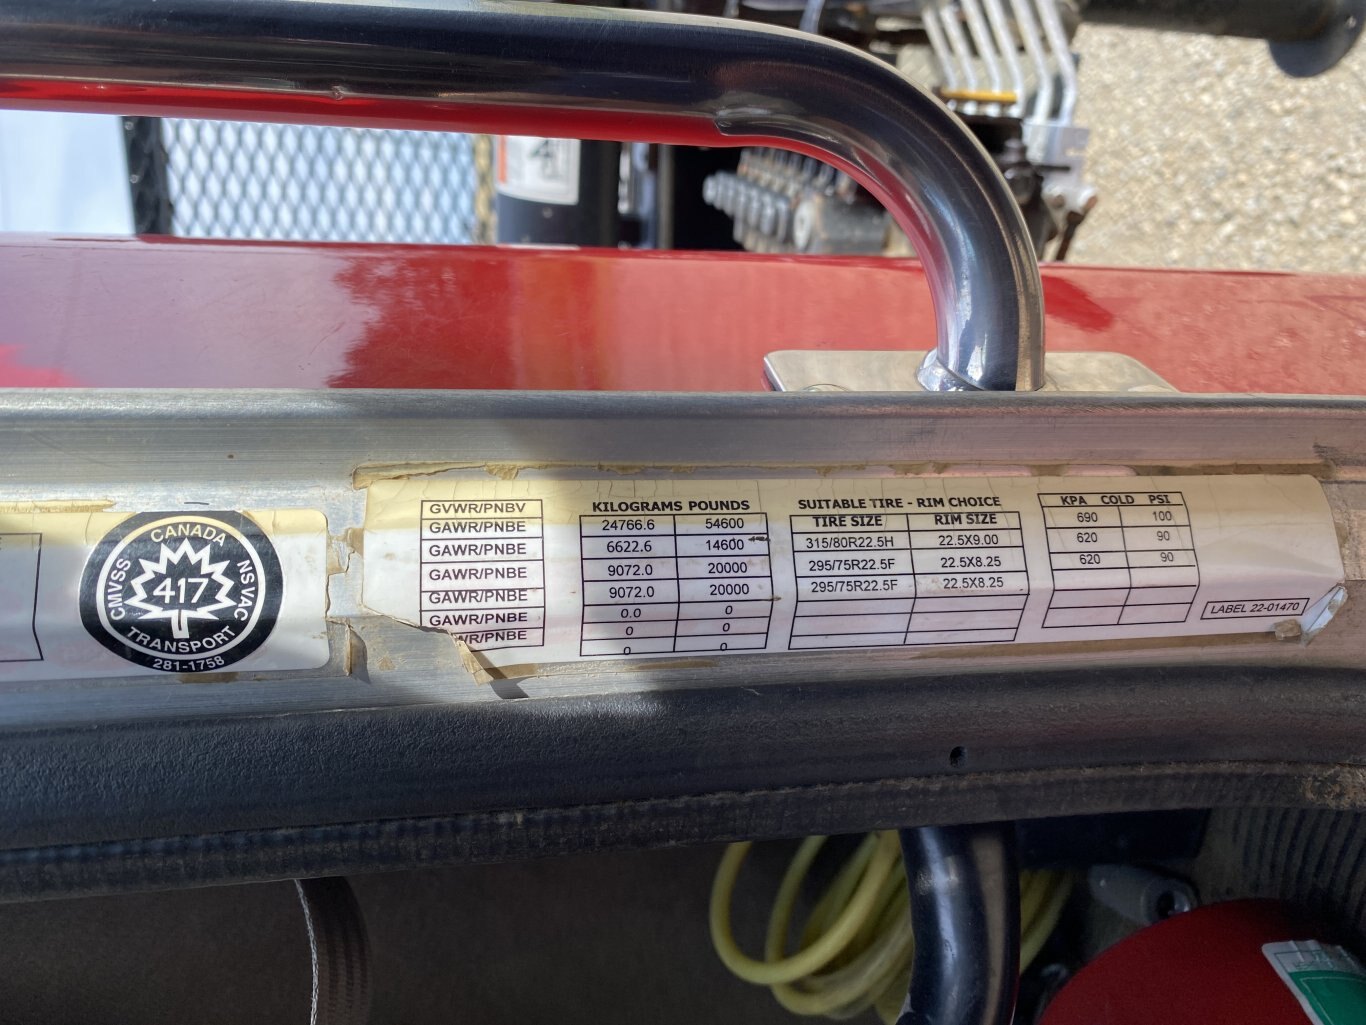 41
CANADA
CMVSS
417
NSVAC
TRANSPORT
281-1758
KILOGRAMS POUNDS SUITABLE TIRE - RIM CHOICE KPA COLD PSI
GVWR/PNBV 24766.6 54600 TIRE SIZE RIM SIZE 690 100
GAWR/PNBE 6622.6 14600 315/80R22.5H 22.5X9.00 620 90
GAWR/PNBE 9072.0 20000 295/75R22.5F 22.5X8.25 620 90
GAWR/PNBE 9072.0 20000 295/75R22.5F 22.5X8.25
GAWR/PNBE 0.0 0
GAWR/PNBE 0 0
WR/PNBE 0 0
LABEL 22-01470